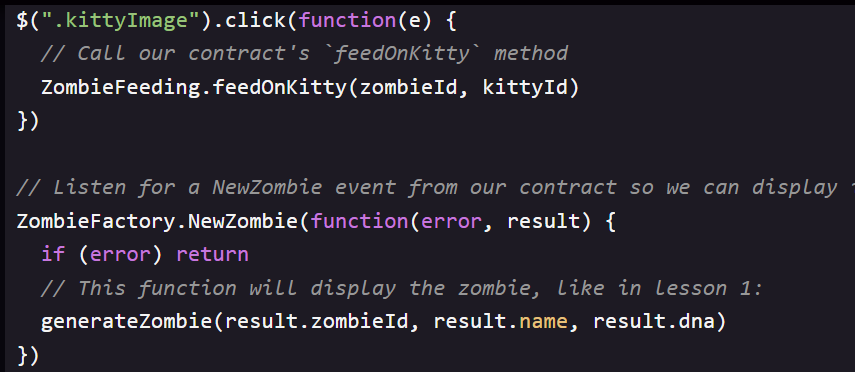 $(".kittyImage").click(function(e) {
// Call our contract's `feedOnKitty` method
ZombieFeeding.feedOnKitty(zombieId, kittyId)
})
// Listen for a NewZombie event from our contract so we can display
ZombieFactory.NewZombie(function(error, result) {
if (error) return
// This function will display the zombie, like in lesson 1:
generateZombie(result.zombieId, result.name, result.dna)
})